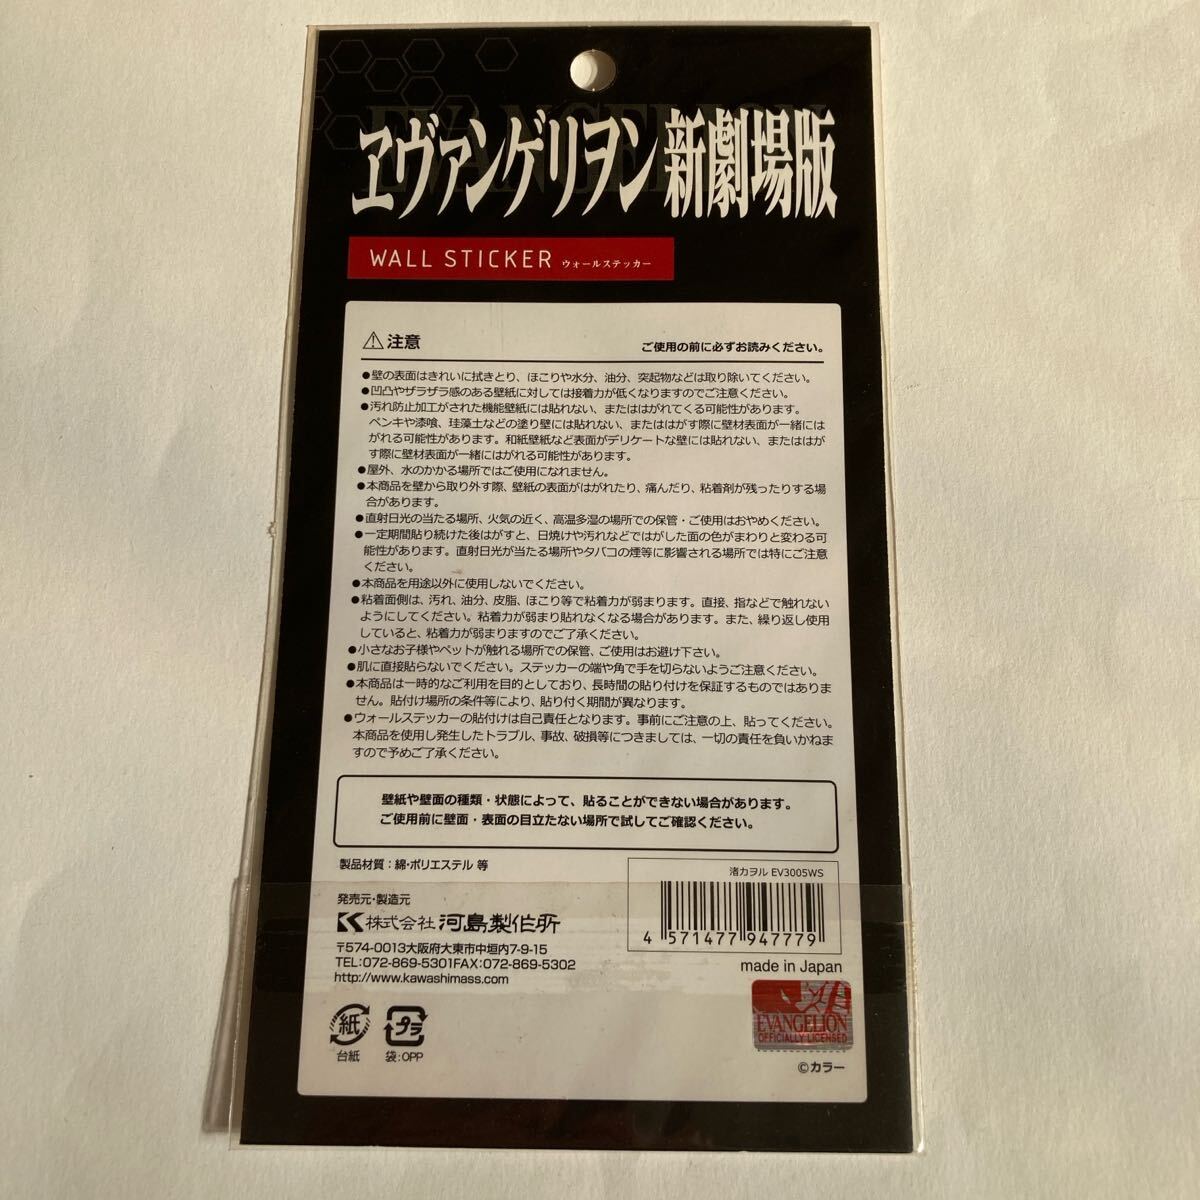 EVANGELION
ヱヴァンゲリヲン新劇場版
WALL STICKER ウォールステッカー
⚠注意 ご使用の前に必ずお読みください。
●壁の表面はきれいに拭きとり、ほこりや水分、油分、突起物などは取り除いてください。
●凹凸やザラザラ感のある壁紙に対しては接着力が低くなりますのでご注意ください。
●汚れ防止加工がされた機能壁紙には貼れない、またははがれてくる可能性があります。
ペンキや漆喰、珪藻土などの塗り壁には貼れない、またははがす際に壁材表面が一緒には
がれる可能性があります。和紙壁紙など表面がデリケートな壁には貼れない、またははが
す際に壁材表面が一緒にはがれる可能性があります。
●屋外、水のかかる場所ではご使用になれません。
●本商品を壁から取り外す際、壁紙の表面がはがれたり、痛んだり、粘着剤が残ったりする場
合があります。
●直射日光の当たる場所、火気の近く、高温多湿の場所での保管・ご使用はおやめください。
●一定期間貼り続けた後はがすと、日焼けや汚れなどではがした面の色がまわりと変わる可
能性があります。直射日光が当たる場所やタバコの煙等に影響される場所では特にご注意
ください。
●本商品を用途以外に使用しないでください。
●粘着面側は、汚れ、油分、皮脂、ほこり等で粘着力が弱まります。直接、指などで触れない
ようにしてください。粘着力が弱まり貼れなくなる場合があります。また、繰り返し使用
していると、粘着力が弱まりますのでご了承ください。
●小さなお子様やペットが触れる場所での保管、ご使用はお避け下さい。
●肌に直接貼らないでください。ステッカーの端や角で手を切らないようご注意ください。
●本商品は一時的なご利用を目的としており、長時間の貼り付けを保証するものではありま
せん。貼付け場所の条件等により、貼り付く期間が異なります。
●ウォールステッカーの貼付けは自己責任となります。事前にご注意の上、貼ってください。
本商品を使用し発生したトラブル、事故、破損等につきましては、一切の責任を負いかねま
すので予めご了承ください。
壁紙や壁面の種類・状態によって、貼ることができない場合があります。
ご使用前に壁面・表面の目立たない場所で試してご確認ください。
製品材質：綿・ポリエステル 等
渚カヲル EV3005WS
4 571477 947779
発売元・製造元
株式会社 河島製作所
〒574-0013大阪府大東市中垣内7-9-15
TEL:072-869-5301FAX:072-869-5302
http://www.kawashimass.com
made in Japan
EVANGELION
OFFICIALLY LICENSED
紙
台紙
プラ
袋:OPP
©カラー